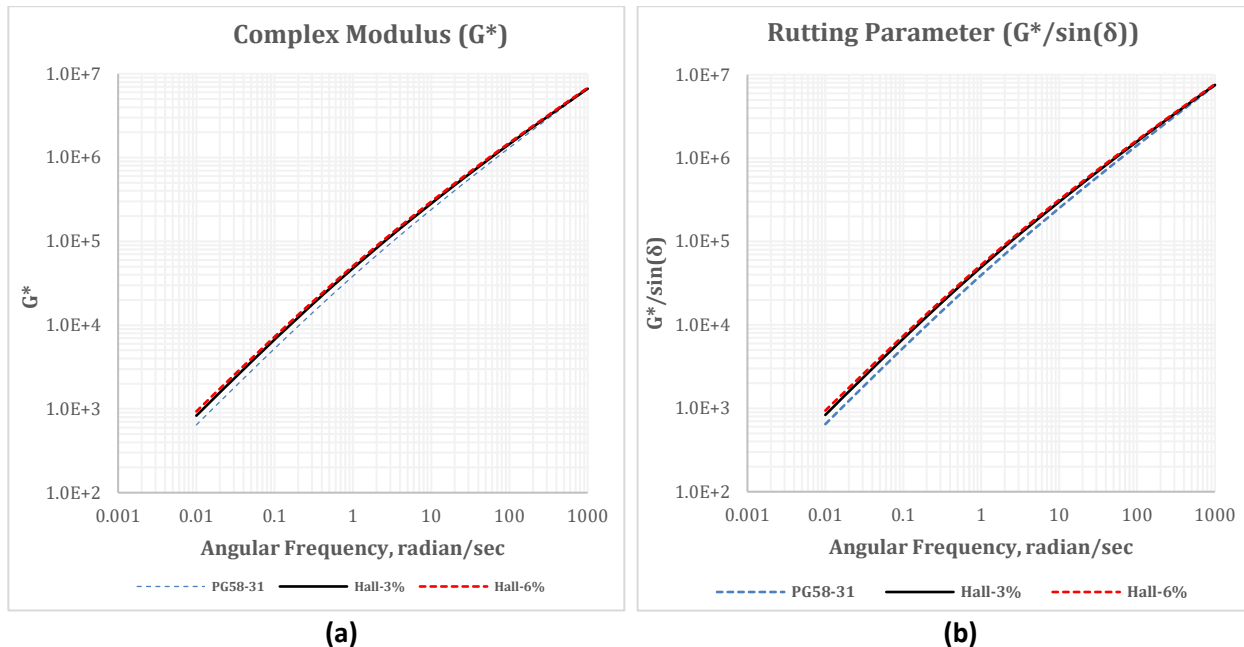 Complex Modulus (G*)
1.0E+7
1.0E+6
1.0E+5
1.0E+4
1.0E+3
1.0E+2
G*
0.001 0.01 0.1 1 10 100 1000
Angular Frequency, radian/sec
PG58-31 Hall-3% Hall-6%
(a)
Rutting Parameter (G*/sin(δ))
1.0E+7
1.0E+6
1.0E+5
1.0E+4
1.0E+3
1.0E+2
G*/sin(δ)
0.001 0.01 0.1 1 10 100 1000
Angular Frequency, radian/sec
PG58-31 Hall-3% Hall-6%
(b)